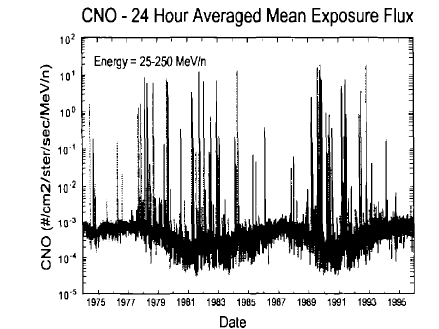 CNO - 24 Hour Averaged Mean Exposure Flux
CNO (#/cm2/ster/sec/MeV/n)
10^2
10^1
10^0
10^-1
10^-2
10^-3
10^-4
10^-5
Energy = 25-250 MeV/n
1975 1977 1979 1981 1983 1985 1987 1989 1991 1993 1995
Date